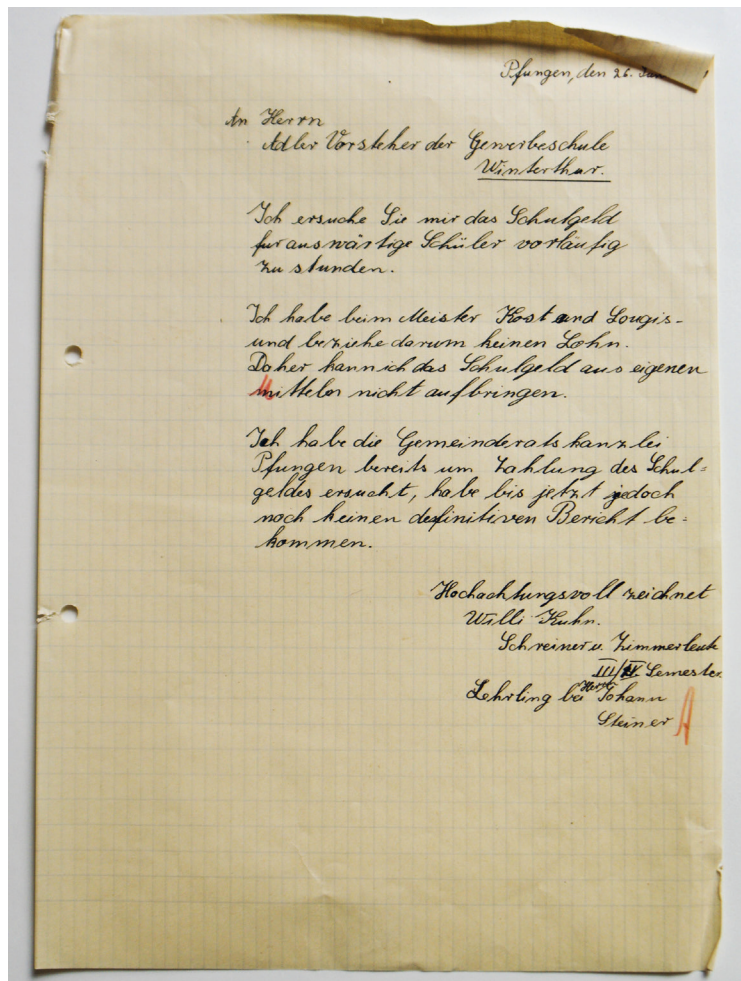 Pfungen, den 26.
An Herrn
Adler Vorsteher der Gewerbeschule
Winterthur.
Ich ersuche Sie mir das Schulgeld
fur auswärtige Schüler vorläufig
zu stunden.
Ich habe beim Meister Kost und Lougis-
und beziehe darum keinen Lohn.
Daher kann ich das Schulgeld aus eigenen
Mitteln nicht aufbringen.
Ich habe die Gemeinderatskanzlei
Pfungen bereits um Zahlung des Schul=
geldes ersucht, habe bis jetzt jedoch
noch keinen definitiven Bericht be=
kommen.
Hochachtungsvoll zeichnet
Willi Kuhn.
Schreiner u. Zimmerleute
III/IV Semester
Lehrling bei Herrn Johann
Steiner